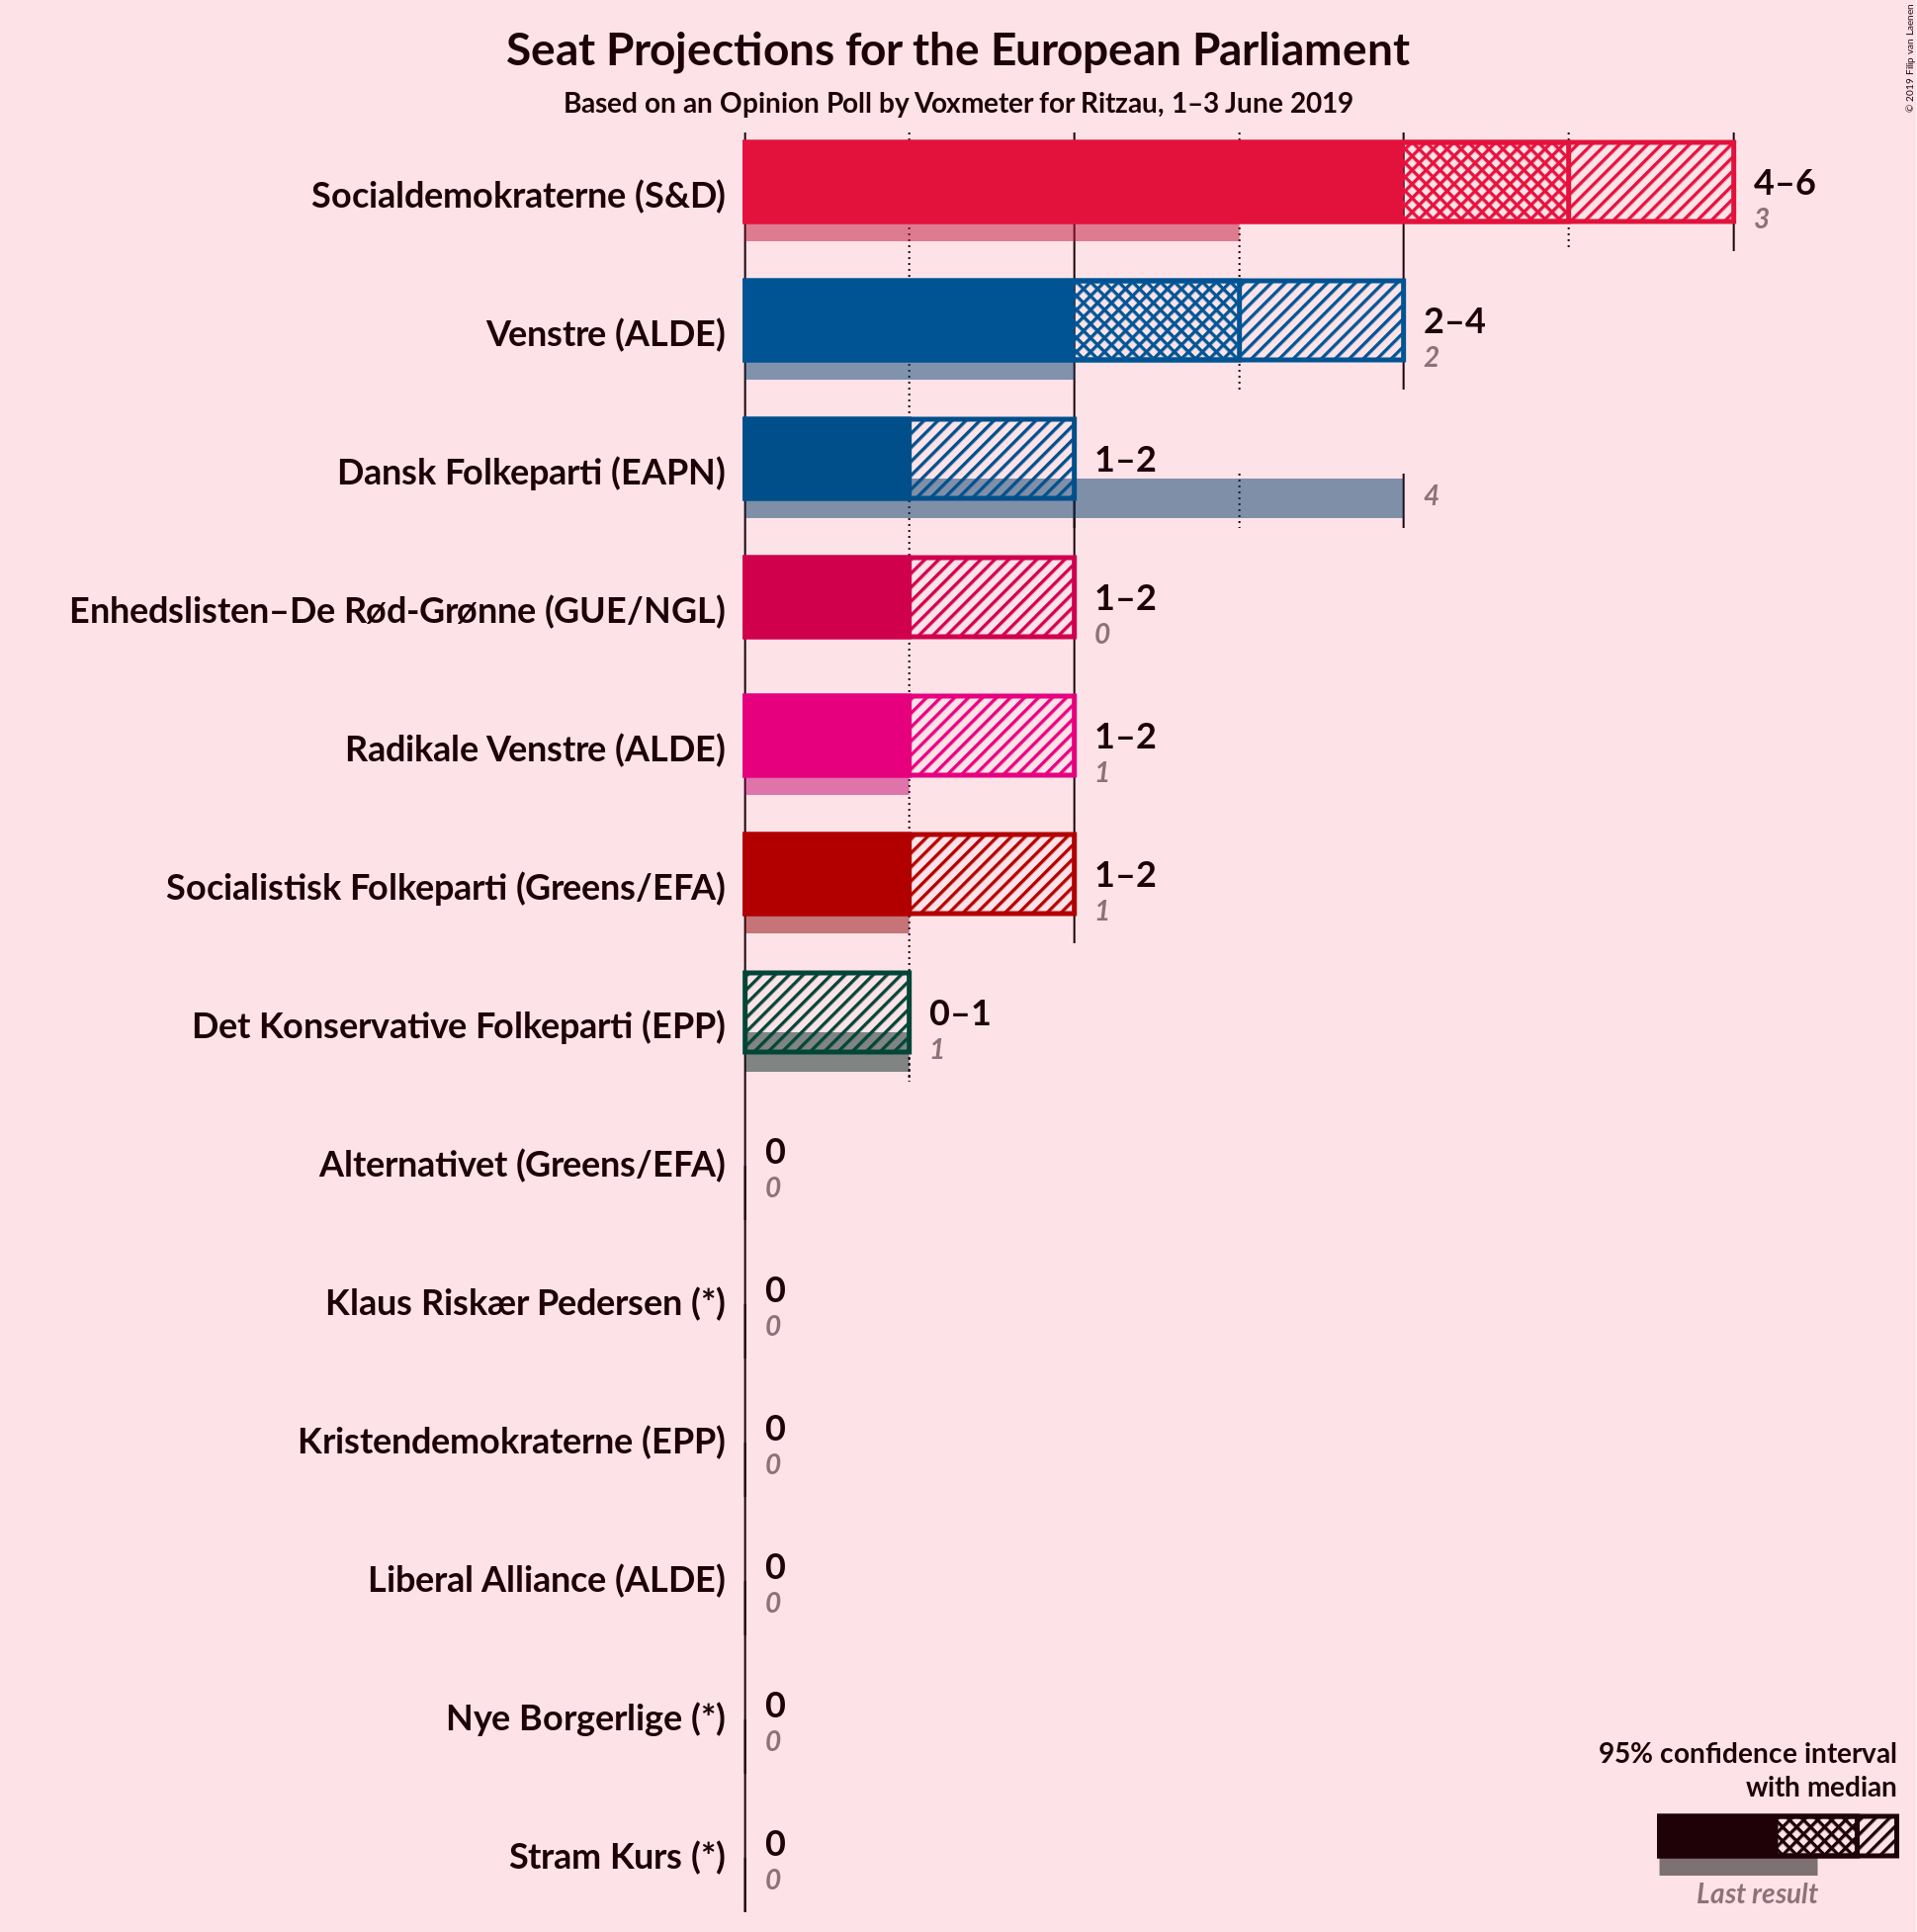 Seat Projections for the European Parliament
Based on an Opinion Poll by Voxmeter for Ritzau, 1–3 June 2019
© 2019 Filip van Laenen
Socialdemokraterne (S&D)
4–6
3
Venstre (ALDE)
2–4
2
Dansk Folkeparti (EAPN)
1–2
4
Enhedslisten–De Rød-Grønne (GUE/NGL)
1–2
0
Radikale Venstre (ALDE)
1–2
1
Socialistisk Folkeparti (Greens/EFA)
1–2
1
Det Konservative Folkeparti (EPP)
0–1
1
Alternativet (Greens/EFA)
0
0
Klaus Riskær Pedersen (*)
0
0
Kristendemokraterne (EPP)
0
0
Liberal Alliance (ALDE)
0
0
Nye Borgerlige (*)
0
0
Stram Kurs (*)
0
0
95% confidence interval
with median
Last result